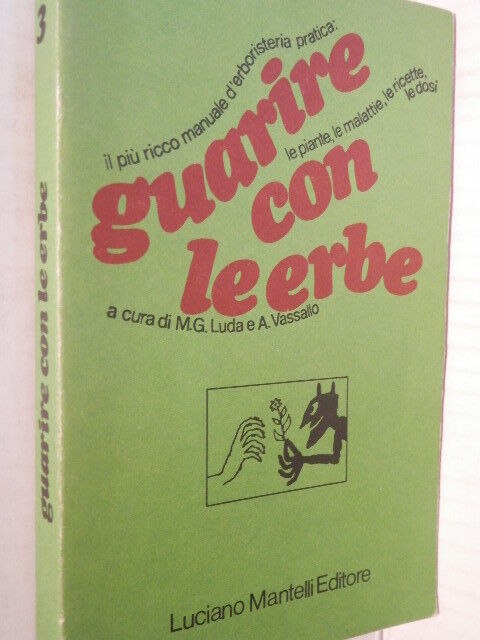 il più ricco manuale d'erboristeria pratica:
le piante, le malattie, le ricette,
le dosi
guarire
con
le erbe
a cura di M.G. Luda e A. Vassallo
Luciano Mantelli Editore
3
guarire con le erbe